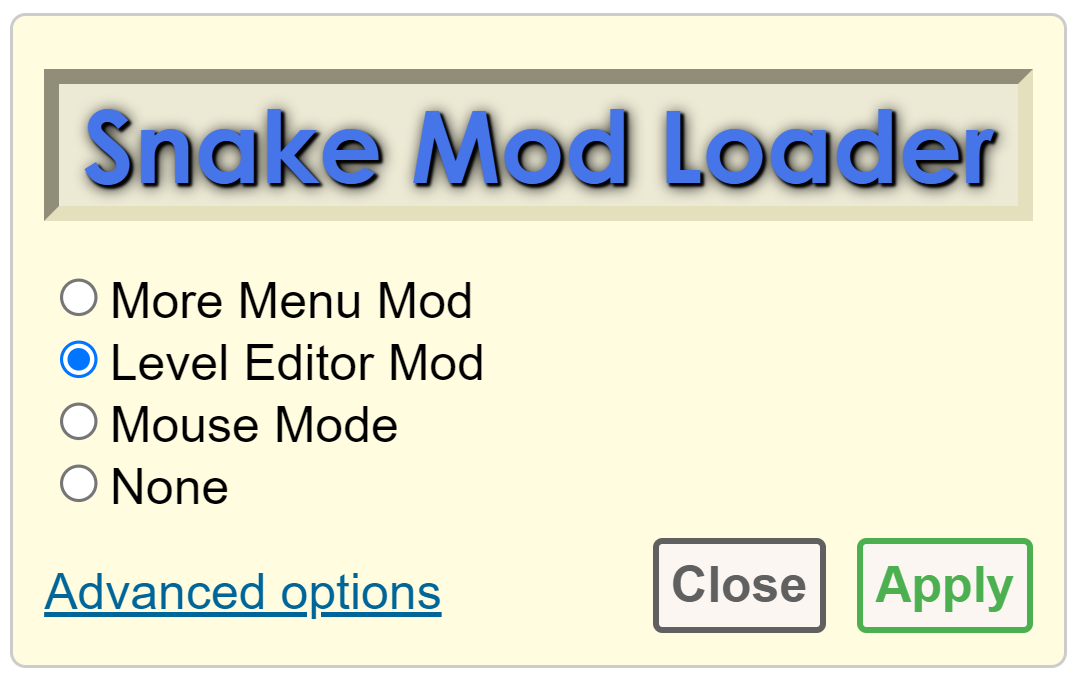 Snake Mod Loader
More Menu Mod
Level Editor Mod
Mouse Mode
None
Advanced options
Close
Apply